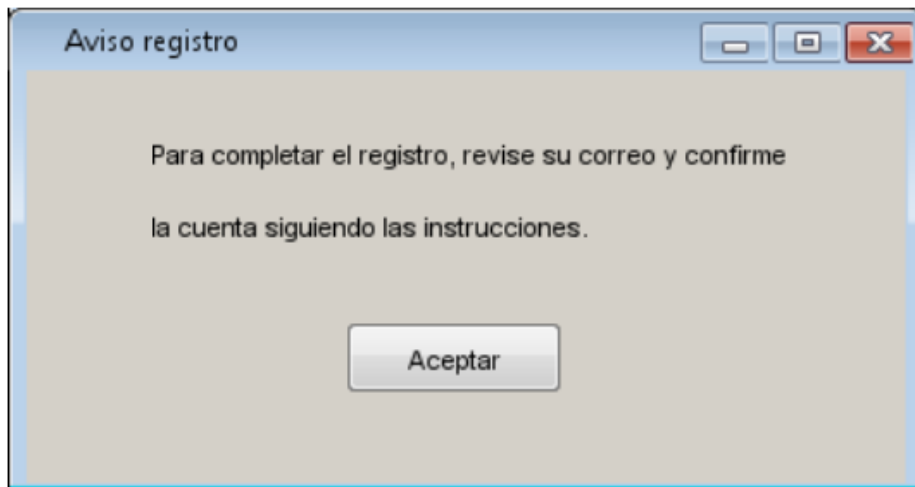 Aviso registro
Para completar el registro, revise su correo y confirme
la cuenta siguiendo las instrucciones.
Aceptar